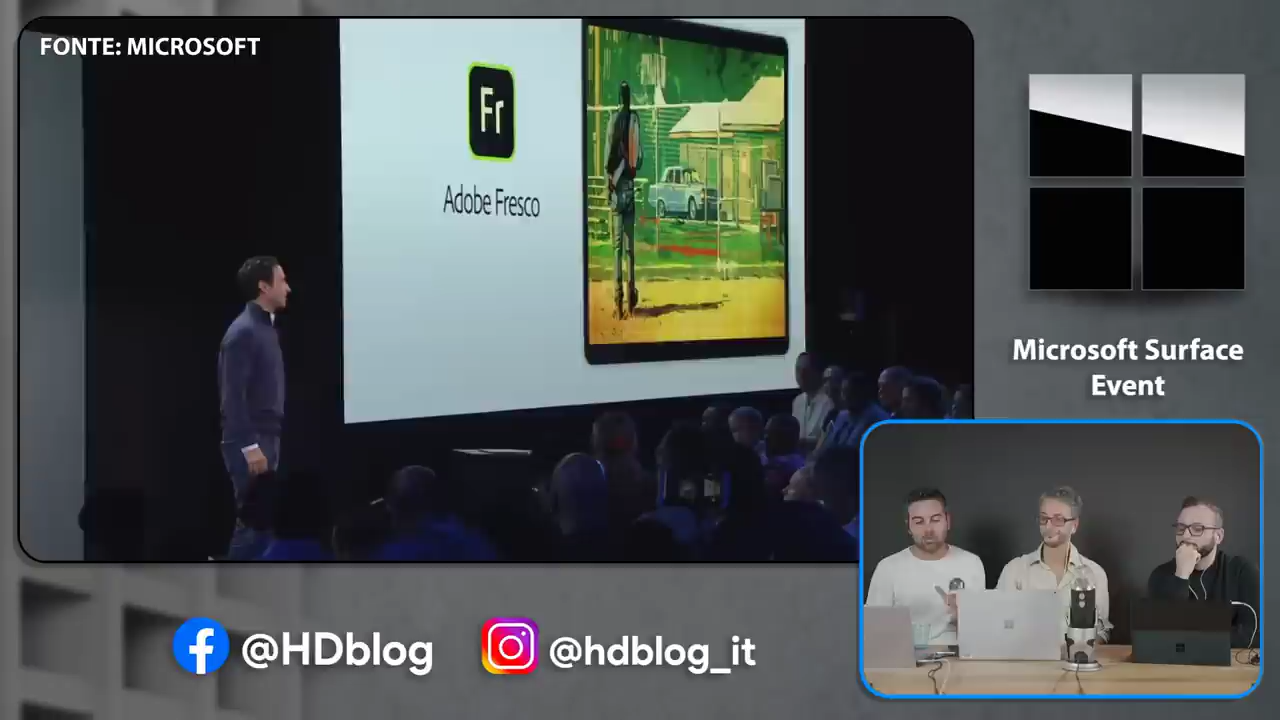 FONTE: MICROSOFT
Fr
Adobe Fresco
Microsoft Surface
Event
@HDblog
@hdblog_it